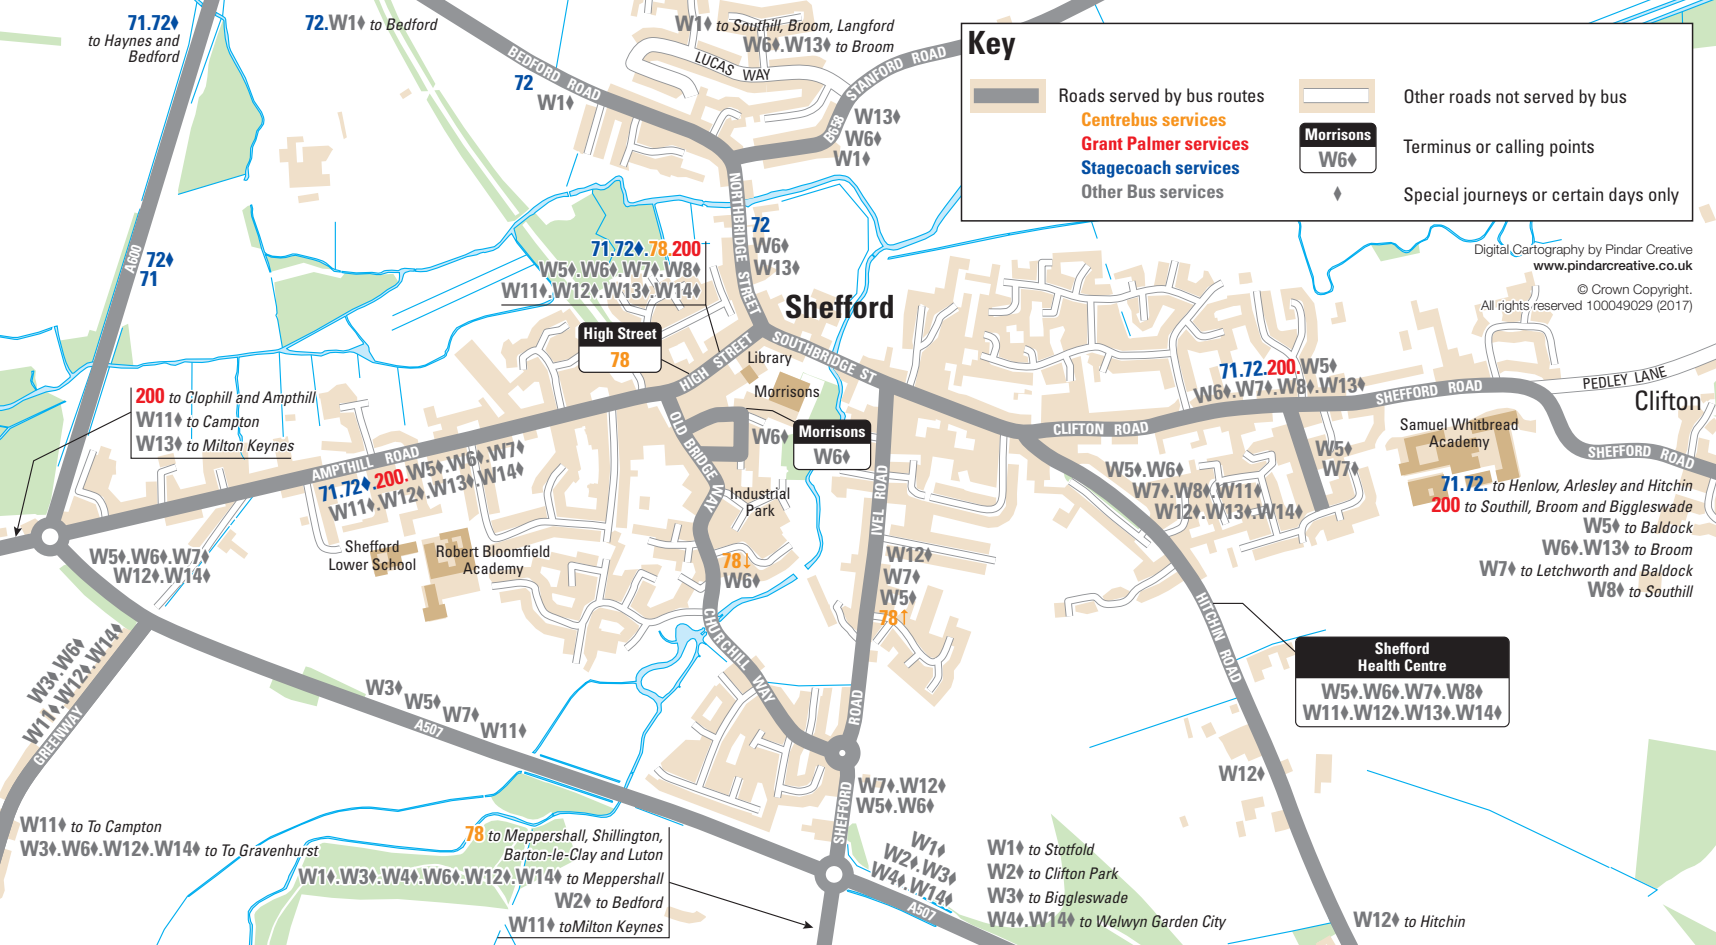 71.72♦
to Haynes and
Bedford
72.W1♦ to Bedford
W1♦ to Southill, Broom, Langford
W6♦.W13♦ to Broom
BEDFORD ROAD
72
W1♦
LUCAS WAY
STANFORD ROAD
B658
W13♦
W6♦
W1♦
Key
Roads served by bus routes
Centrebus services
Grant Palmer services
Stagecoach services
Other Bus services
Other roads not served by bus
Morrisons
W6♦
Terminus or calling points
♦
Special journeys or certain days only
Digital Cartography by Pindar Creative
www.pindarcreative.co.uk
© Crown Copyright.
All rights reserved 100049029 (2017)
A600
72♦
71
NORTHBRIDGE STREET
72
W6♦
W13♦
71.72♦.78.200
W5♦.W6♦.W7♦.W8♦
W11♦.W12♦.W13♦.W14♦
Shefford
High Street
78
HIGH STREET
SOUTHBRIDGE ST
Library
Morrisons
Morrisons
W6♦
W6♦
71.72.200.W5♦
W6♦.W7♦.W8♦.W13♦
SHEFFORD ROAD
PEDLEY LANE
Clifton
CLIFTON ROAD
Samuel Whitbread
Academy
SHEFFORD ROAD
200 to Clophill and Ampthill
W11♦ to Campton
W13♦ to Milton Keynes
AMPTHILL ROAD
71.72♦.200.W5♦.W6♦.W7♦
W11♦.W12♦.W13♦.W14♦
OLD BRIDGE WAY
Industrial
Park
IVEL ROAD
W5♦.W6♦
W7♦.W8♦.W11♦
W12♦.W13♦.W14♦
W5♦
W7♦
71.72. to Henlow, Arlesley and Hitchin
200 to Southill, Broom and Biggleswade
W5♦ to Baldock
W6♦.W13♦ to Broom
W7♦ to Letchworth and Baldock
W8♦ to Southill
W5♦.W6♦.W7♦
W12♦.W14♦
Shefford
Lower School
Robert Bloomfield
Academy
78↓
W6♦
W12♦
W7♦
W5♦
78↑
CHURCHILL WAY
HITCHIN ROAD
Shefford
Health Centre
W5♦.W6♦.W7♦.W8♦
W11♦.W12♦.W13♦.W14♦
W3♦.W6♦
W11♦.W12♦.W14♦
GREENWAY
W3♦
W5♦
W7♦
W11♦
A507
ROAD
SHEFFORD
W7♦.W12♦
W5♦.W6♦
W12♦
W11♦ to To Campton
W3♦.W6♦.W12♦.W14♦ to To Gravenhurst
78 to Meppershall, Shillington,
Barton-le-Clay and Luton
W1♦.W3♦.W4♦.W6♦.W12♦.W14♦ to Meppershall
W2♦ to Bedford
W11♦ toMilton Keynes
W1♦
W2♦.W3♦
W4♦.W14♦
A507
W1♦ to Stotfold
W2♦ to Clifton Park
W3♦ to Biggleswade
W4♦.W14♦ to Welwyn Garden City
W12♦ to Hitchin